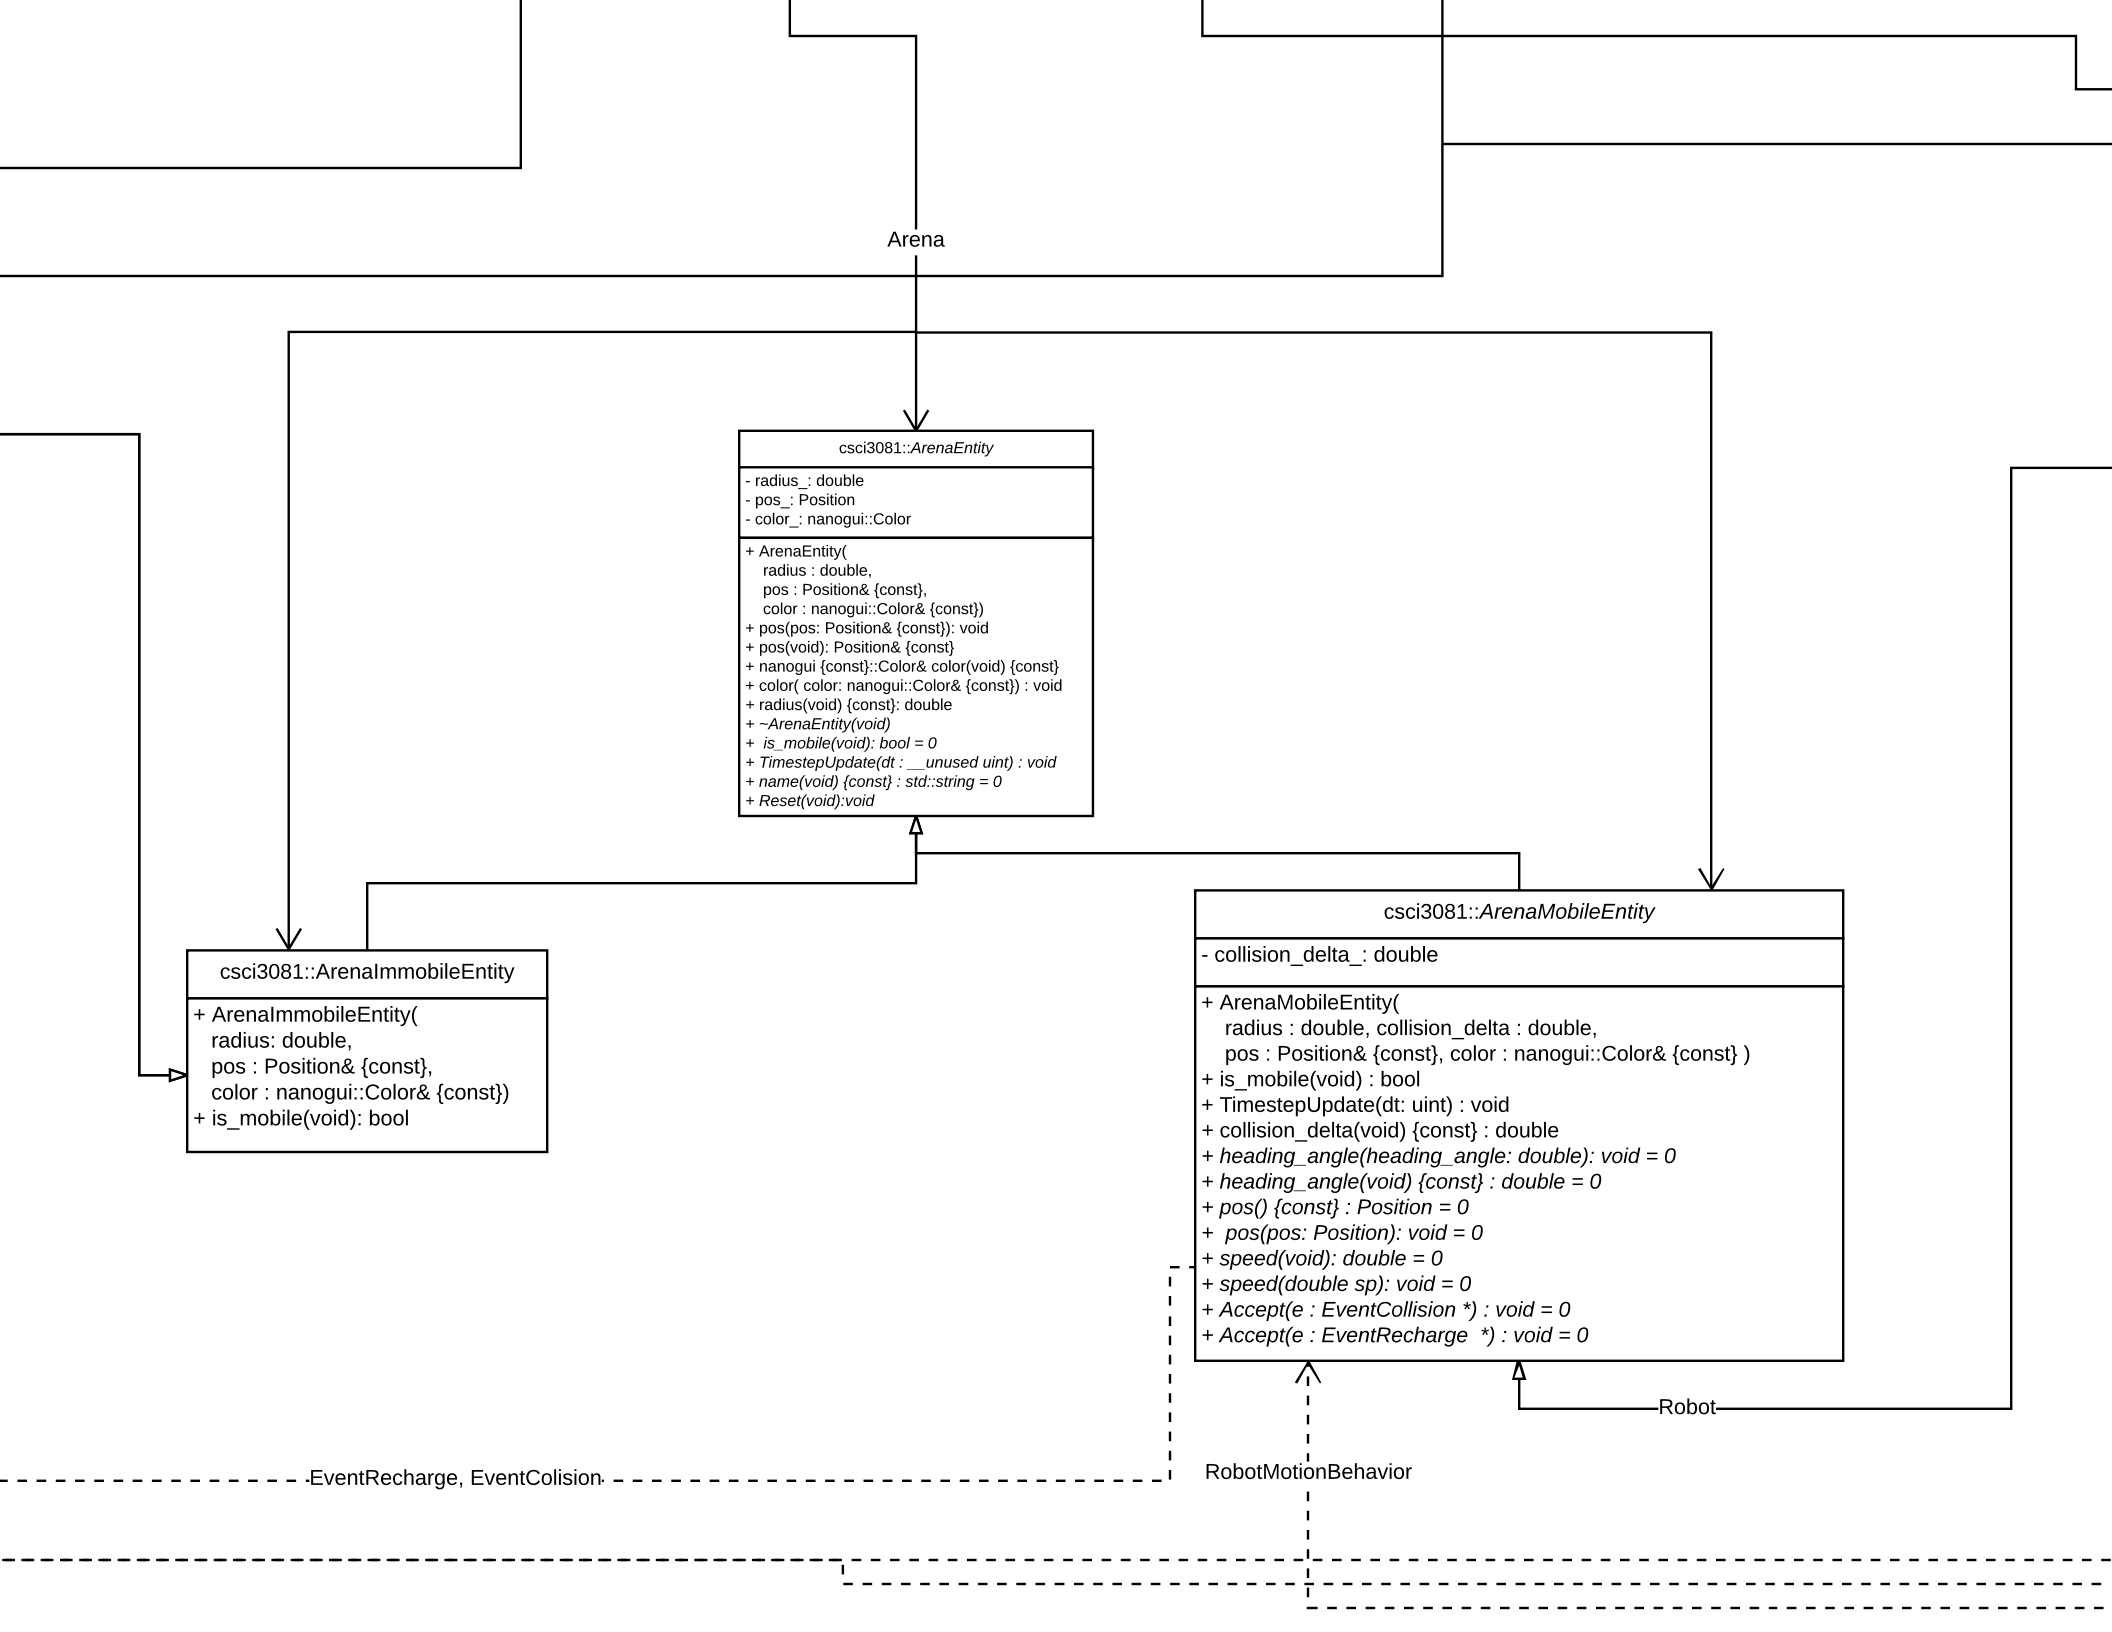 Arena
csci3081::ArenaEntity
- radius_: double
- pos_: Position
- color_: nanogui::Color
+ ArenaEntity(
radius : double,
pos : Position& {const},
color : nanogui::Color& {const})
+ pos(pos: Position& {const}): void
+ pos(void): Position& {const}
+ nanogui {const}::Color& color(void) {const}
+ color( color: nanogui::Color& {const}) : void
+ radius(void) {const}: double
+ ~ArenaEntity(void)
+  is_mobile(void): bool = 0
+ TimestepUpdate(dt : __unused uint) : void
+ name(void) {const} : std::string = 0
+ Reset(void):void
csci3081::ArenaImmobileEntity
+ ArenaImmobileEntity(
radius: double,
pos : Position& {const},
color : nanogui::Color& {const})
+ is_mobile(void): bool
csci3081::ArenaMobileEntity
- collision_delta_: double
+ ArenaMobileEntity(
radius : double, collision_delta : double,
pos : Position& {const}, color : nanogui::Color& {const} )
+ is_mobile(void) : bool
+ TimestepUpdate(dt: uint) : void
+ collision_delta(void) {const} : double
+ heading_angle(heading_angle: double): void = 0
+ heading_angle(void) {const} : double = 0
+ pos() {const} : Position = 0
+  pos(pos: Position): void = 0
+ speed(void): double = 0
+ speed(double sp): void = 0
+ Accept(e : EventCollision *) : void = 0
+ Accept(e : EventRecharge  *) : void = 0
Robot
RobotMotionBehavior
EventRecharge, EventColision